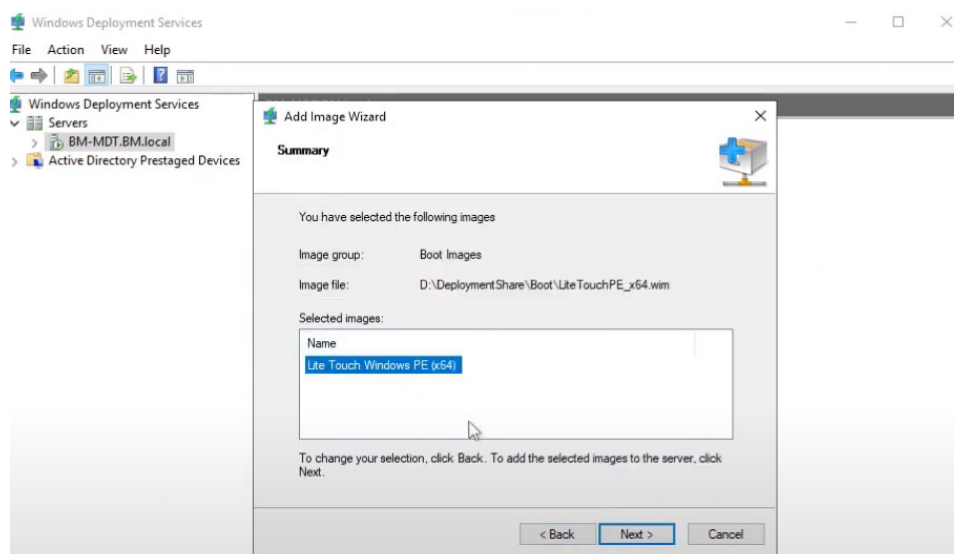 Windows Deployment Services
File Action View Help
Windows Deployment Services
Servers
BM-MDT.BM.local
Active Directory Prestaged Devices
Add Image Wizard
Summary
You have selected the following images
Image group: Boot Images
Image file: D:\DeploymentShare\Boot\LiteTouchPE_x64.wim
Selected images:
Name
Lite Touch Windows PE (x64)
To change your selection, click Back. To add the selected images to the server, click
Next.
< Back Next > Cancel